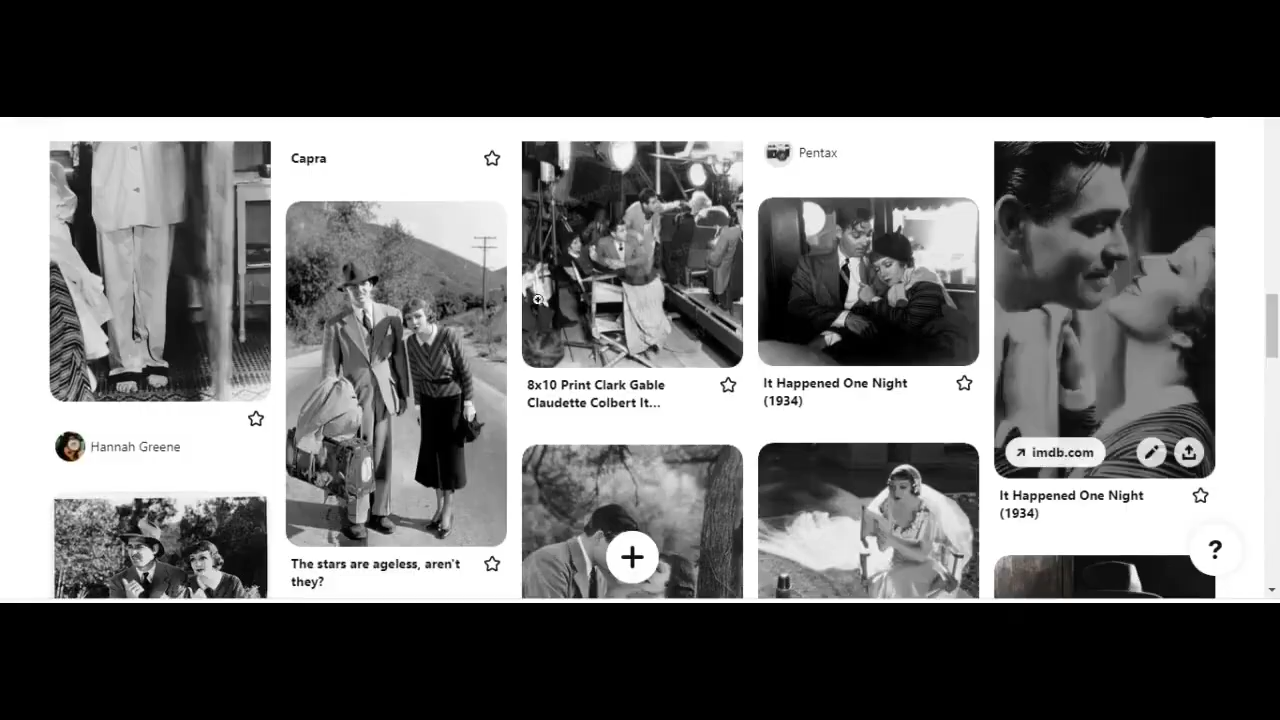 Capra
Pentax
8x10 Print Clark Gable
Claudette Colbert It...
It Happened One Night
(1934)
Hannah Greene
imdb.com
It Happened One Night
(1934)
The stars are ageless, aren't
they?
?